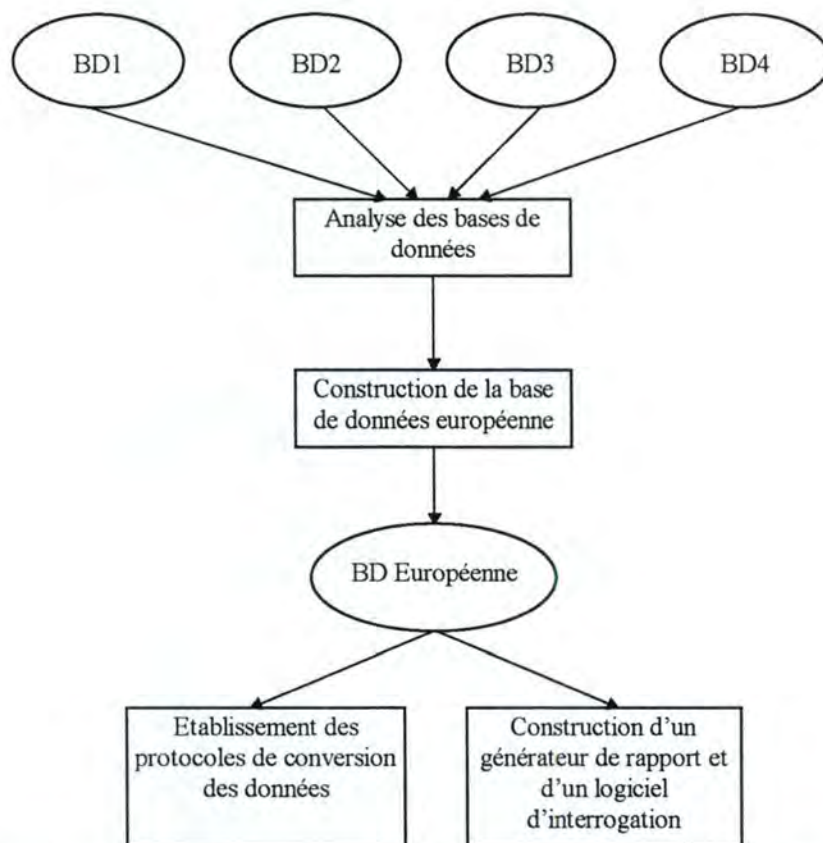 BD1
BD2
BD3
BD4
Analyse des bases de
données
Construction de la base
de données européenne
BD Européenne
Etablissement des
protocoles de conversion
des données
Construction d'un
générateur de rapport et
d'un logiciel
d'interrogation